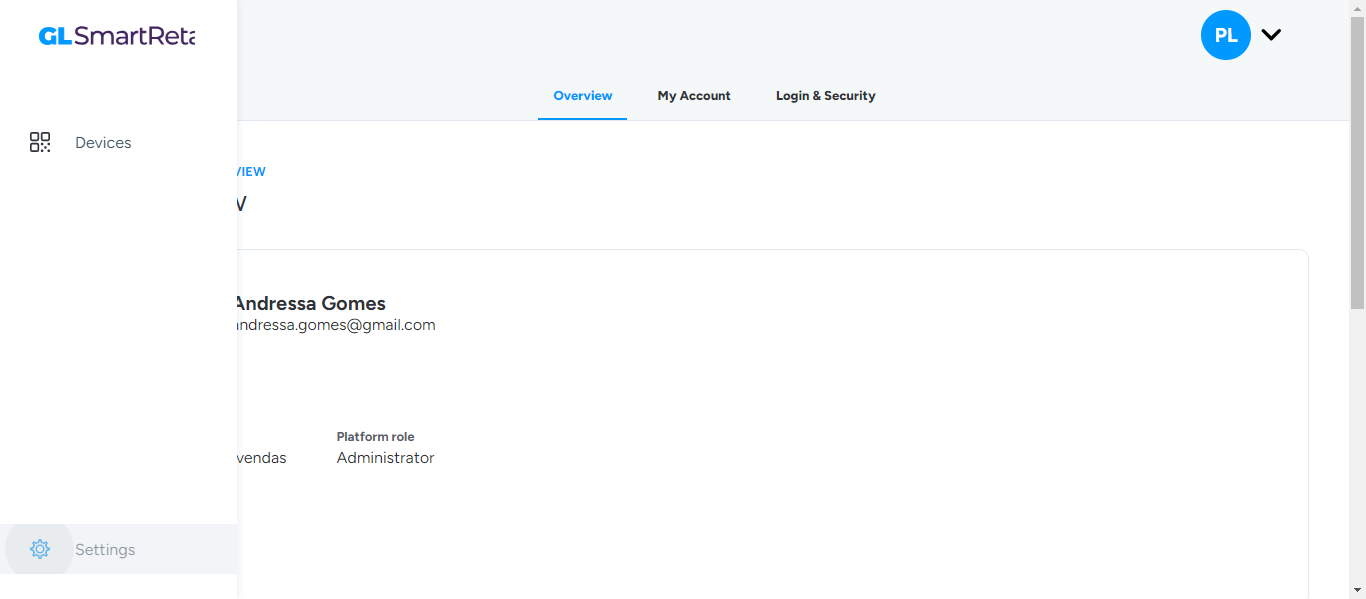 GLSmartReta
PL
Overview
My Account
Login & Security
Devices
VIEW
Andressa Gomes
andressa.gomes@gmail.com
Platform role
vendas
Administrator
Settings